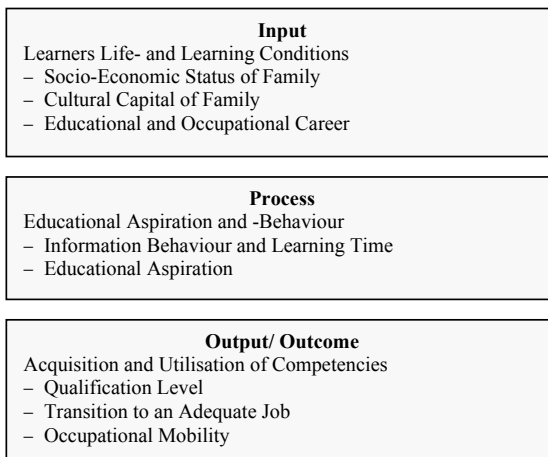 Input
Learners Life- and Learning Conditions
– Socio-Economic Status of Family
– Cultural Capital of Family
– Educational and Occupational Career
Process
Educational Aspiration and -Behaviour
– Information Behaviour and Learning Time
– Educational Aspiration
Output/ Outcome
Acquisition and Utilisation of Competencies
– Qualification Level
– Transition to an Adequate Job
– Occupational Mobility